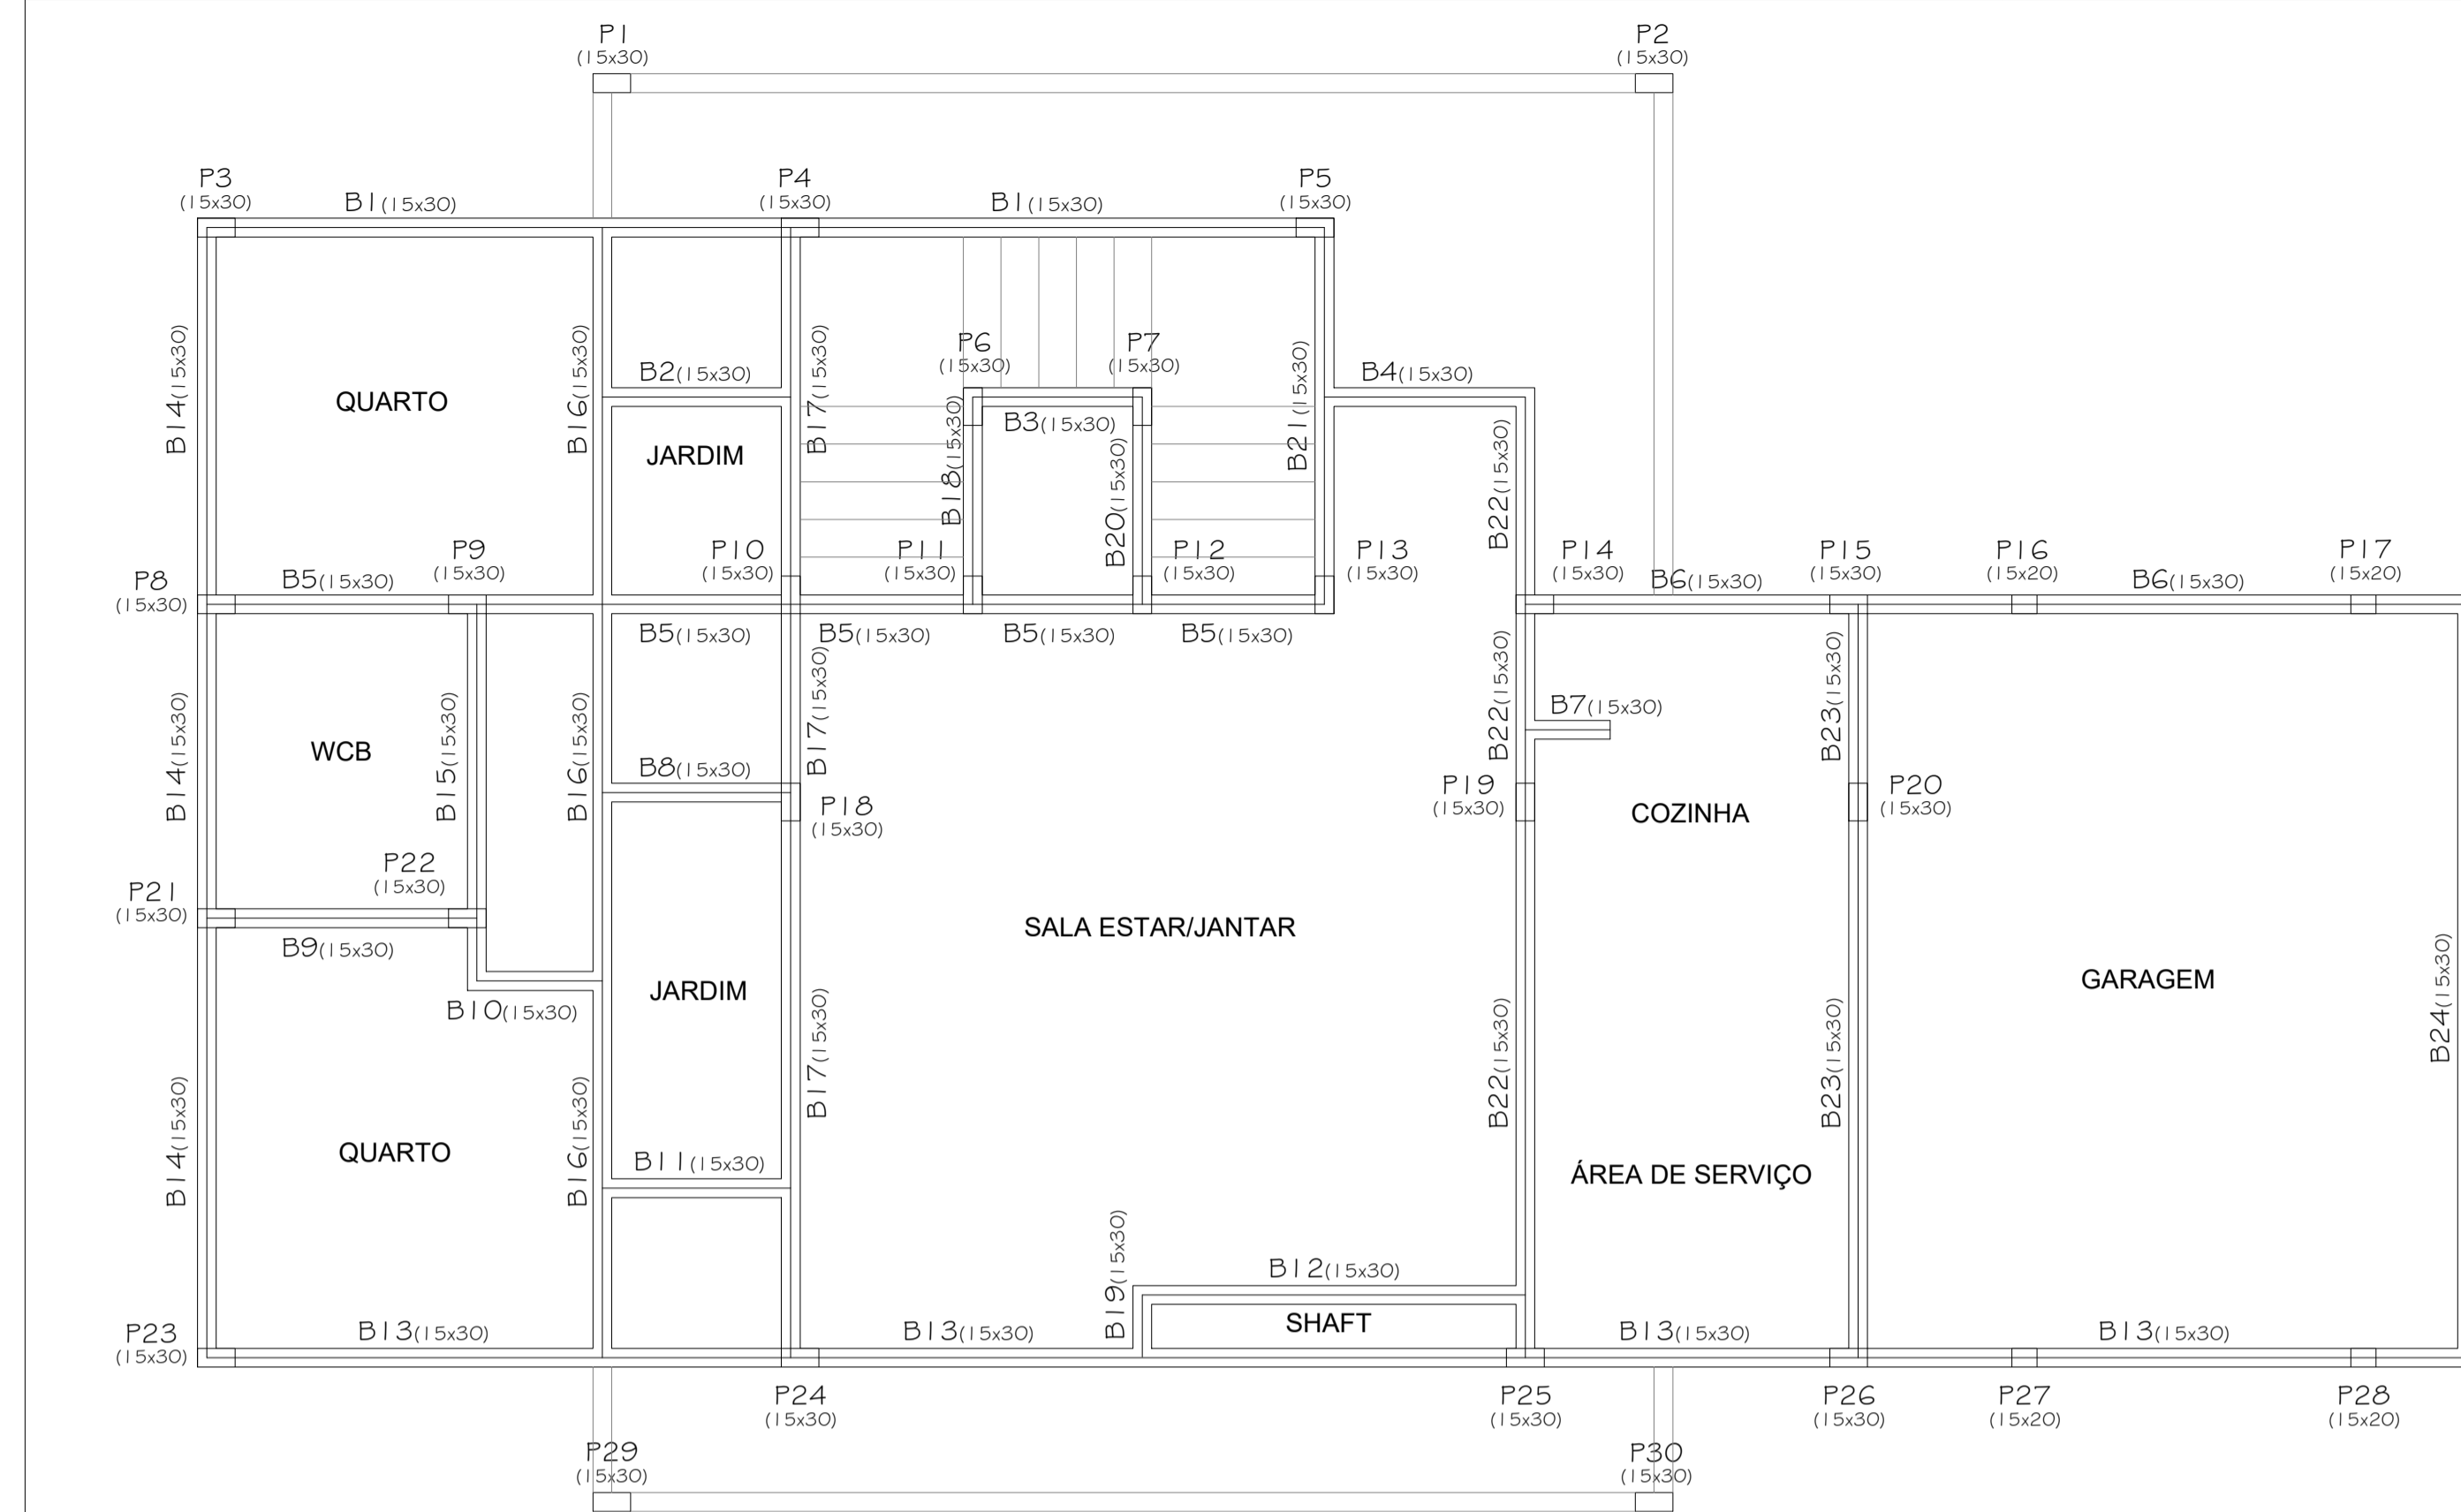 P1
(15x30)
P2
(15x30)
P3
(15x30)
B1(15x30)
P4
(15x30)
B1(15x30)
P5
(15x30)
B14(15x30)
QUARTO
B16(15x30)
B2(15x30)
JARDIM
B17(15x30)
P6
(15x30)
P7
(15x30)
B3(15x30)
B18(15x30)
B20(15x30)
B21(15x30)
B4(15x30)
B22(15x30)
P8
(15x30)
B5(15x30)
P9
(15x30)
P10
(15x30)
P11
(15x30)
P12
(15x30)
P13
(15x30)
P14
(15x30)
B6(15x30)
P15
(15x30)
P16
(15x20)
B6(15x30)
P17
(15x20)
B5(15x30)
B5(15x30)
B5(15x30)
B5(15x30)
B14(15x30)
WCB
B15(15x30)
B16(15x30)
B17(15x30)
B22(15x30)
B7(15x30)
B23(15x30)
B8(15x30)
P18
(15x30)
P19
(15x30)
COZINHA
P20
(15x30)
P22
(15x30)
P21
(15x30)
B9(15x30)
SALA ESTAR/JANTAR
JARDIM
B10(15x30)
B17(15x30)
B22(15x30)
B23(15x30)
GARAGEM
B24(15x30)
B14(15x30)
QUARTO
B16(15x30)
B11(15x30)
ÁREA DE SERVIÇO
B19(15x30)
B12(15x30)
SHAFT
P23
(15x30)
B13(15x30)
B13(15x30)
B13(15x30)
B13(15x30)
P24
(15x30)
P25
(15x30)
P26
(15x30)
P27
(15x20)
P28
(15x20)
P29
(15x30)
P30
(15x30)